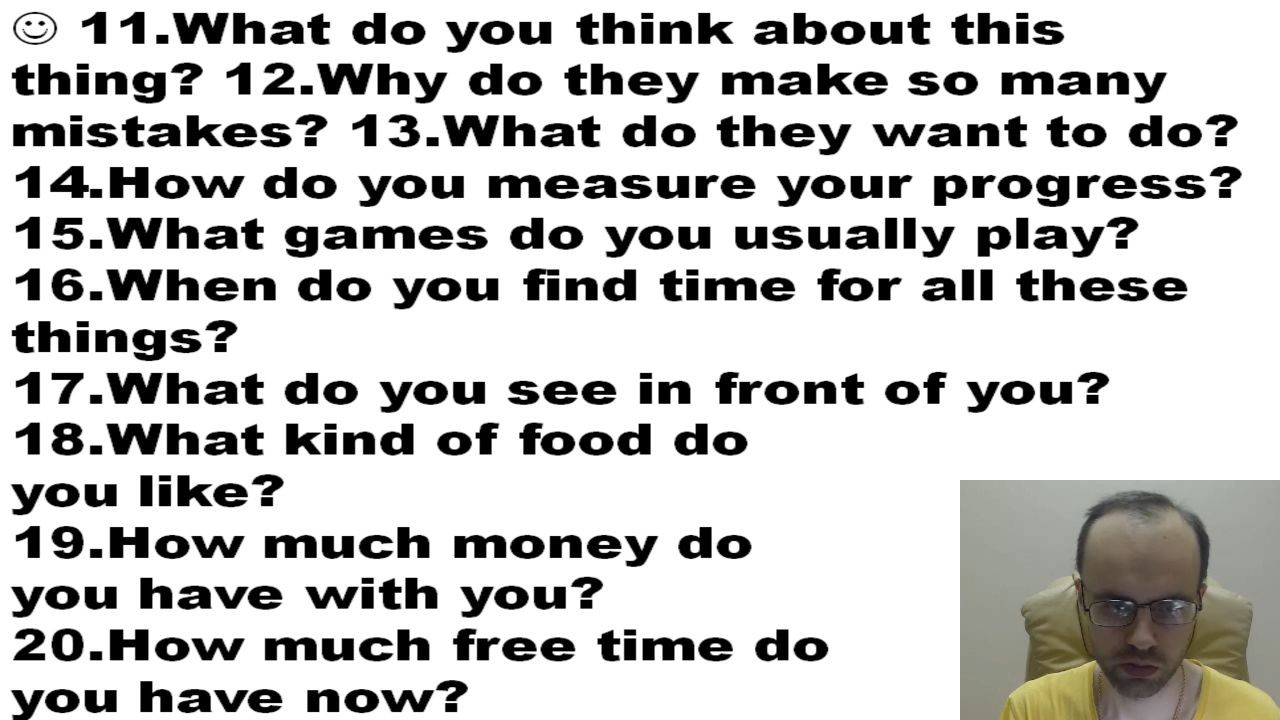 ☺ 11.What do you think about this
thing? 12.Why do they make so many
mistakes? 13.What do they want to do?
14.How do you measure your progress?
15.What games do you usually play?
16.When do you find time for all these
things?
17.What do you see in front of you?
18.What kind of food do
you like?
19.How much money do
you have with you?
20.How much free time do
you have now?